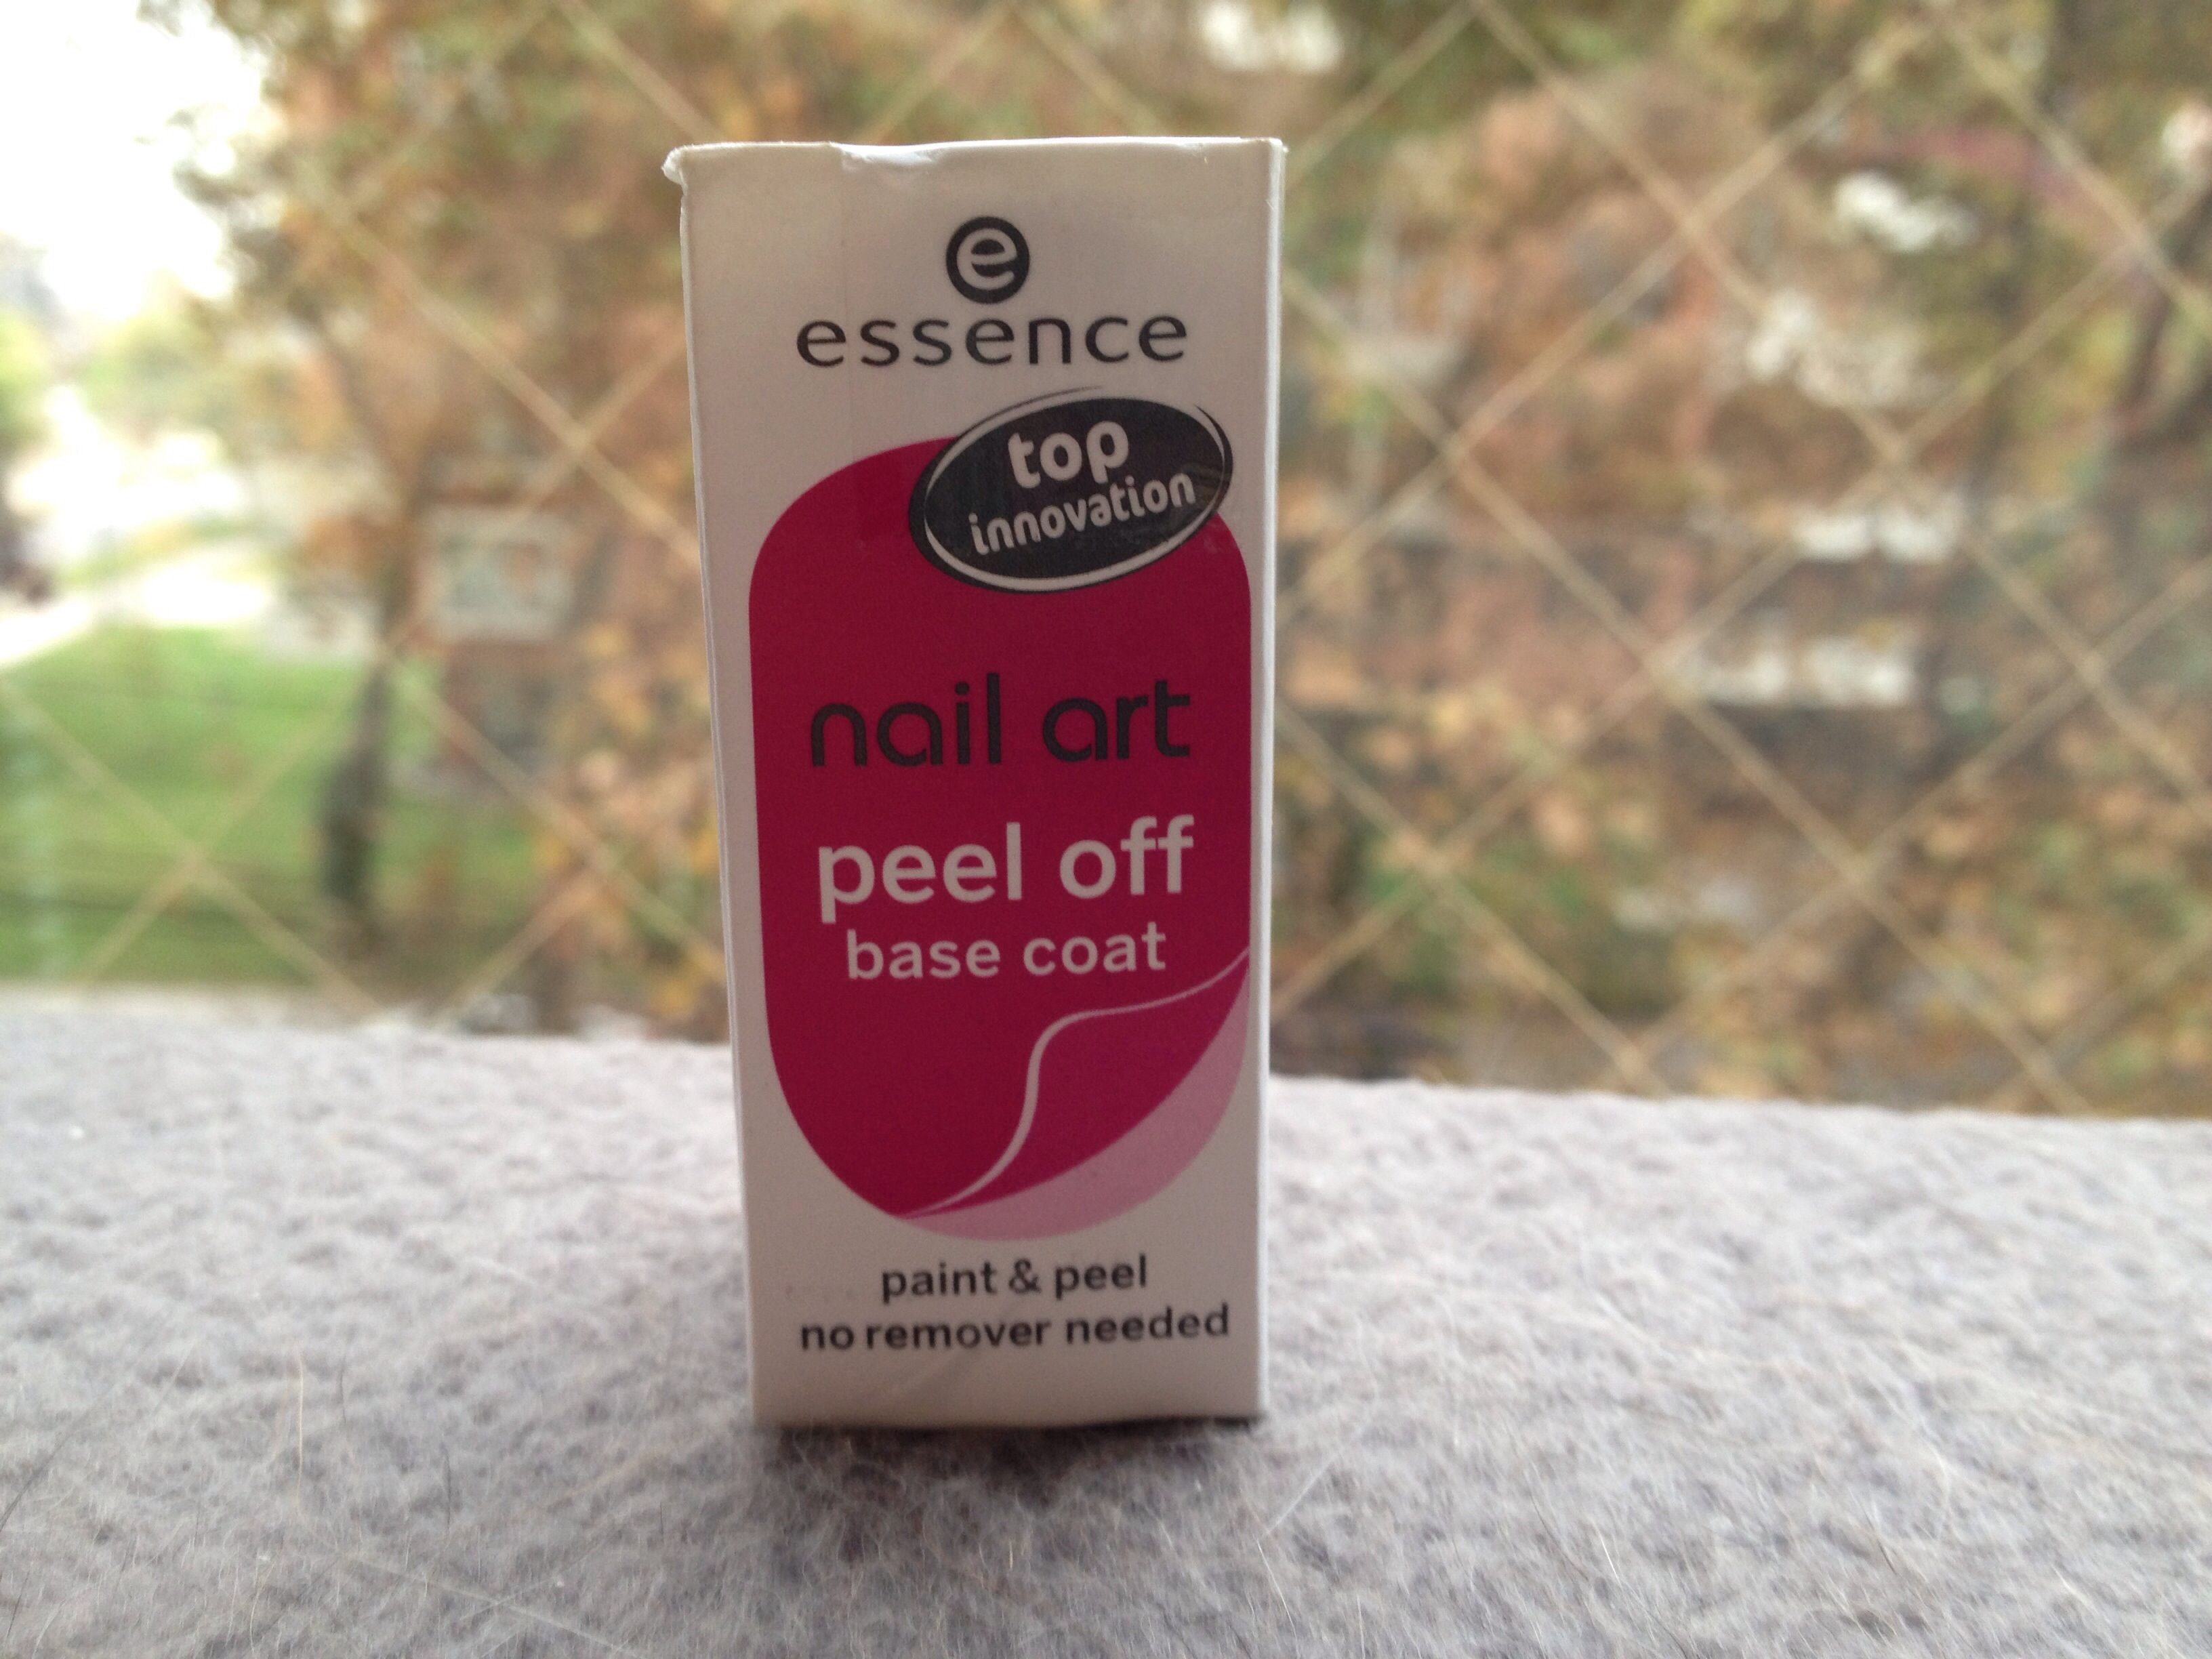 e
essence
top
innovation
nail art
peel off
base coat
paint & peel
no remover needed